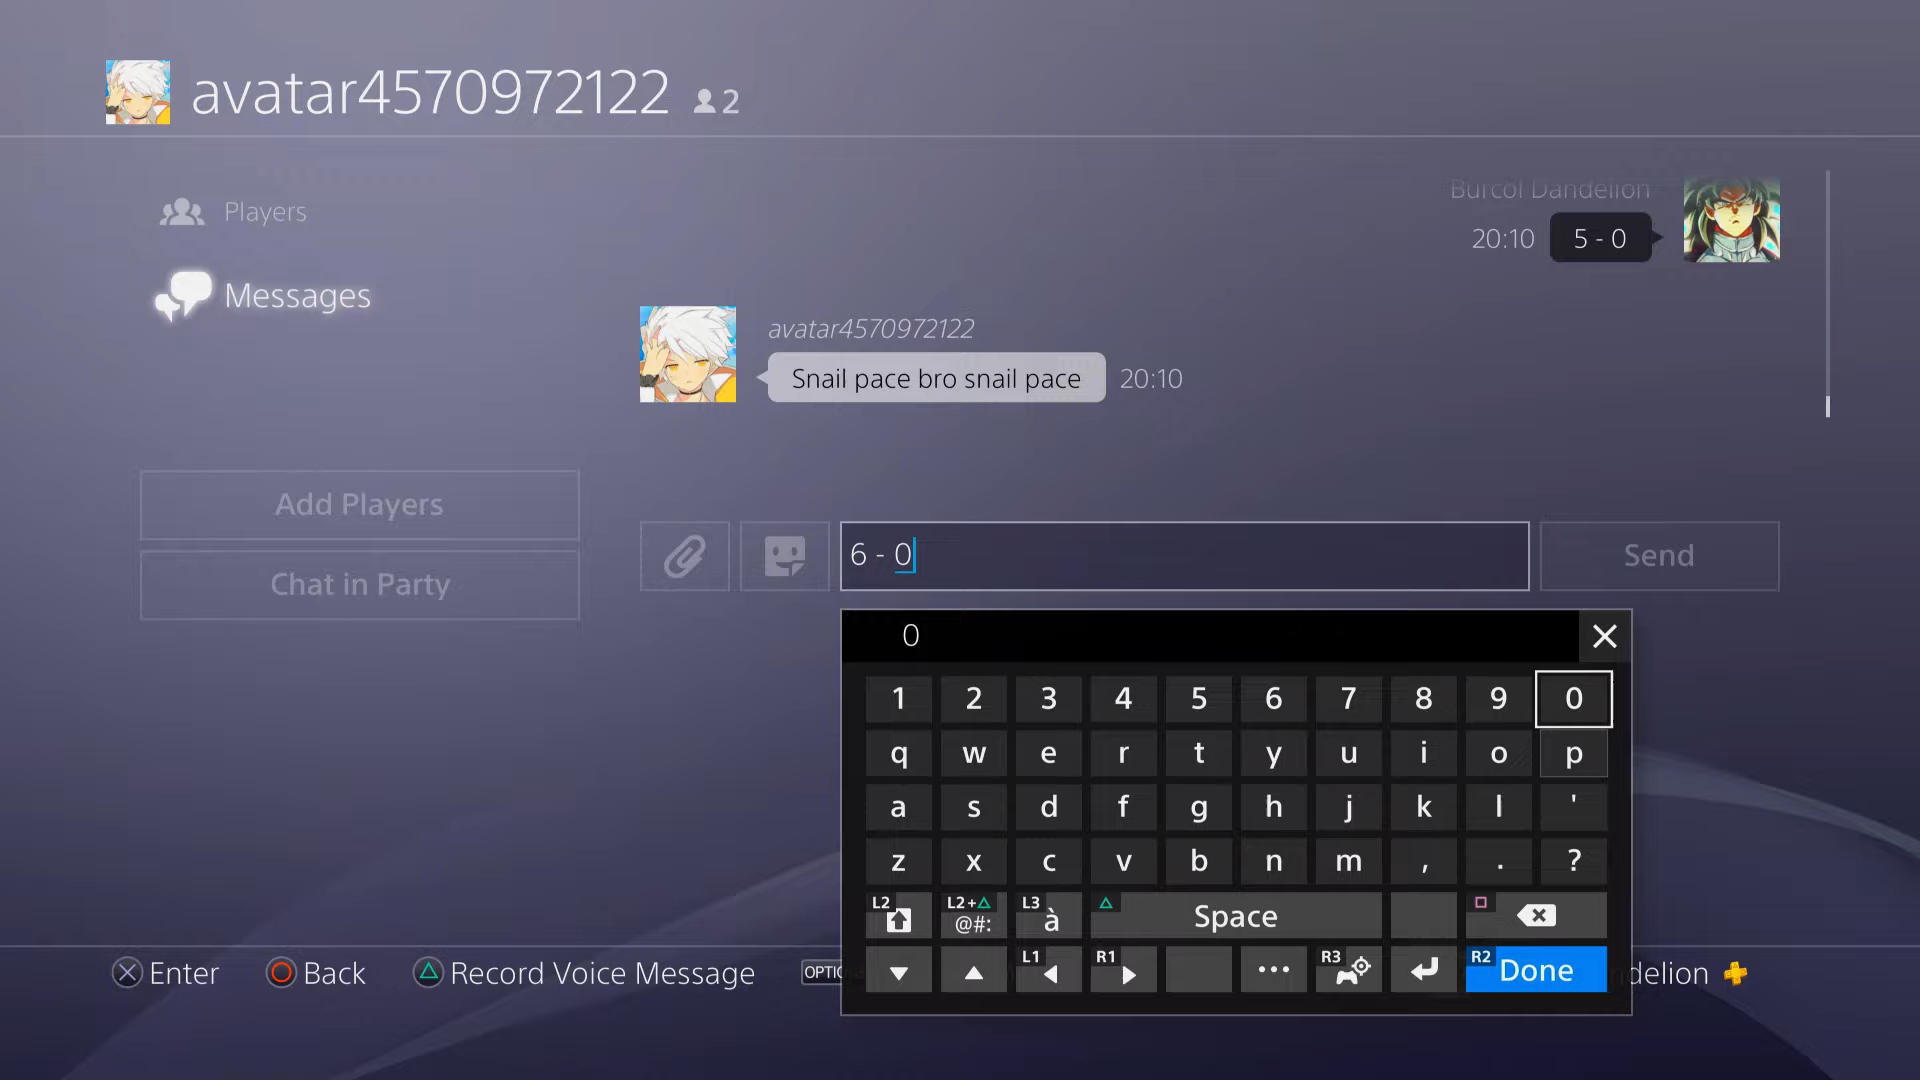 avatar4570972122 2
Players
Messages
Burcol Dandelion
20:10 5 - 0
avatar4570972122
Snail pace bro snail pace 20:10
Add Players
Chat in Party
6 - 0
Send
0
1 2 3 4 5 6 7 8 9 0
q w e r t y u i o p
a s d f g h j k l '
z x c v b n m , . ?
L2 L2+△ @#: L3 à △ Space
L1 R1 ... R3 R2 Done
Enter Back Record Voice Message OPTIO delion